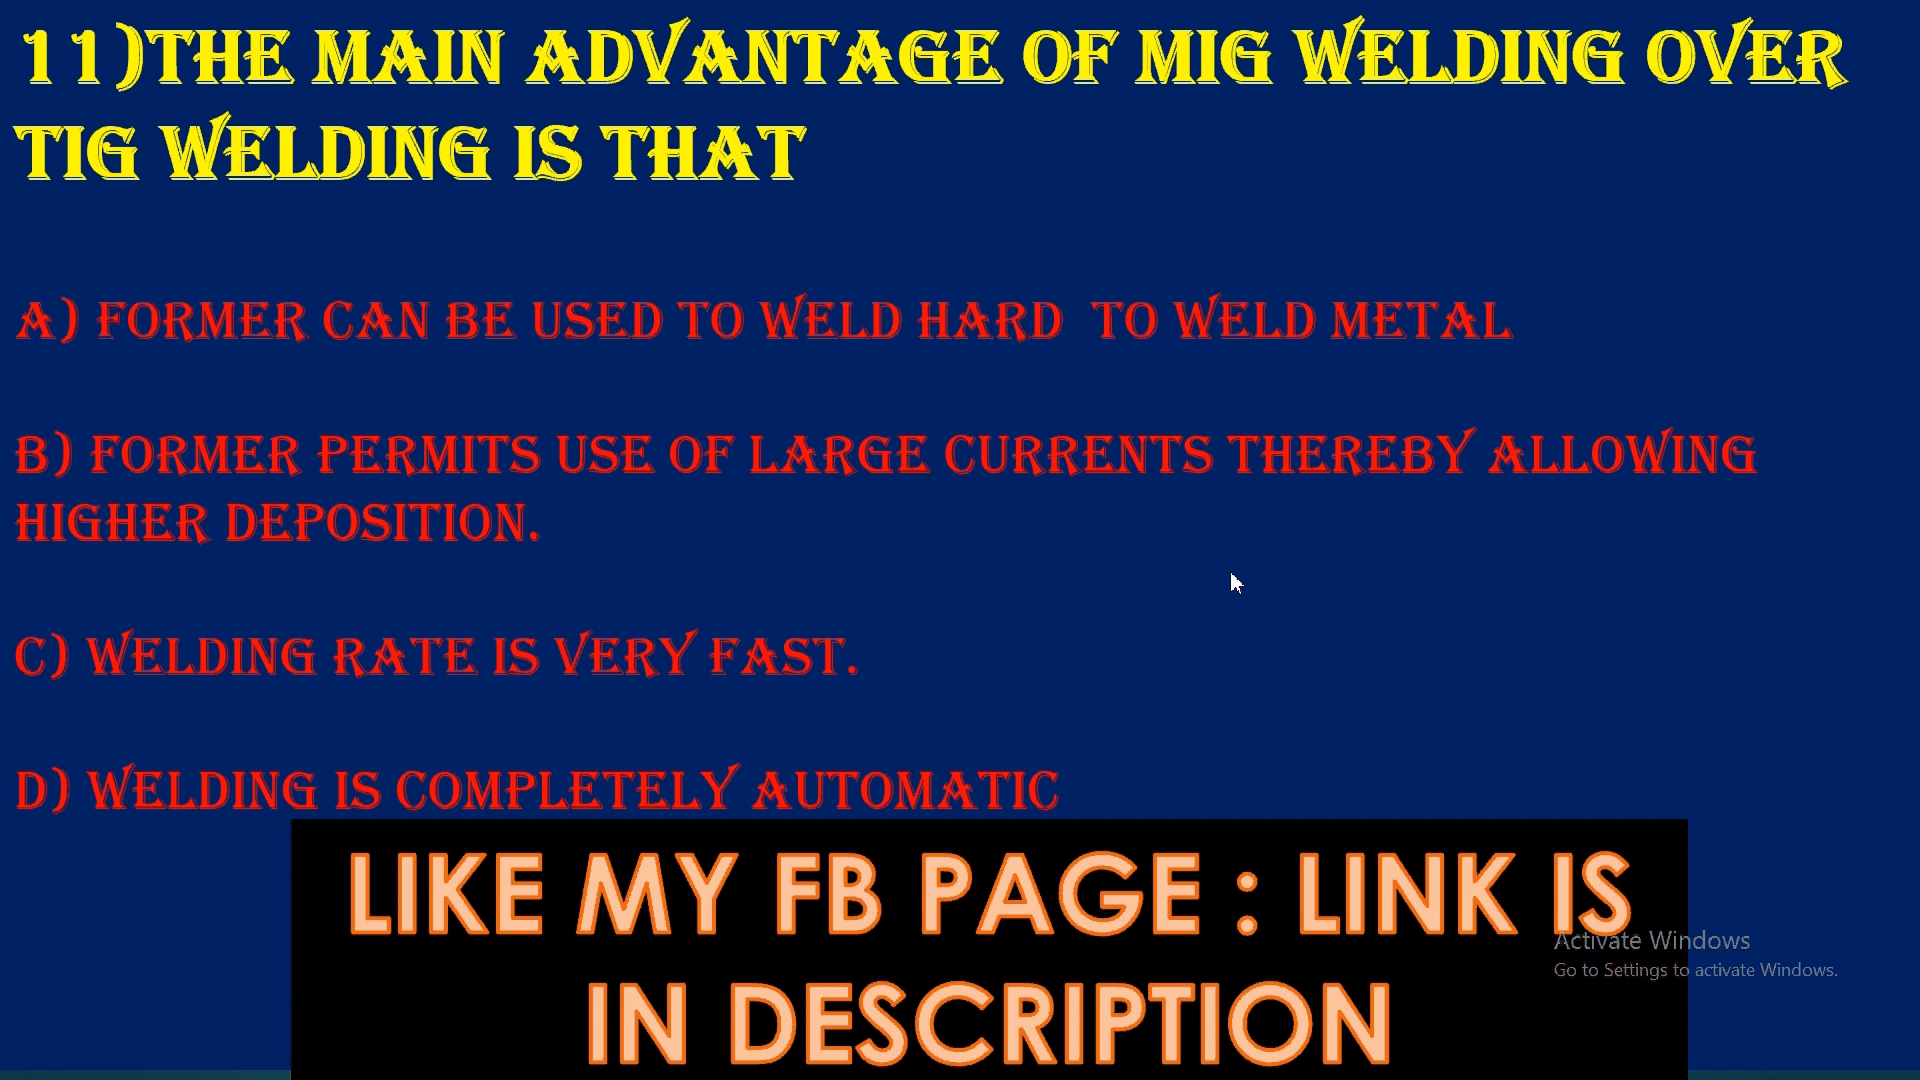 11)THE MAIN ADVANTAGE OF MIG WELDING OVER
TIG WELDING IS THAT
A) FORMER CAN BE USED TO WELD HARD  TO WELD METAL
B) FORMER PERMITS USE OF LARGE CURRENTS THEREBY ALLOWING
HIGHER DEPOSITION.
C) WELDING RATE IS VERY FAST.
D) WELDING IS COMPLETELY AUTOMATIC
LIKE MY FB PAGE : LINK IS
IN DESCRIPTION
Activate Windows
Go to Settings to activate Windows.